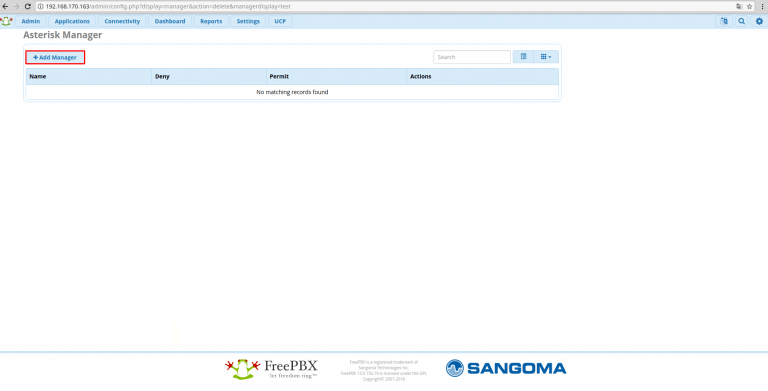 192.168.170.163/admin/config.php?display=manager&action=delete&managerdisplay=test
Admin Applications Connectivity Dashboard Reports Settings UCP
Asterisk Manager
+ Add Manager
Search
Name Deny Permit Actions
No matching records found
FreePBX
let freedom ring™
FreePBX is a registered trademark of
Sangoma Technologies Inc.
FreePBX 13.0.192.19 is licensed under the GPL
Copyright© 2007-2018
SANGOMA